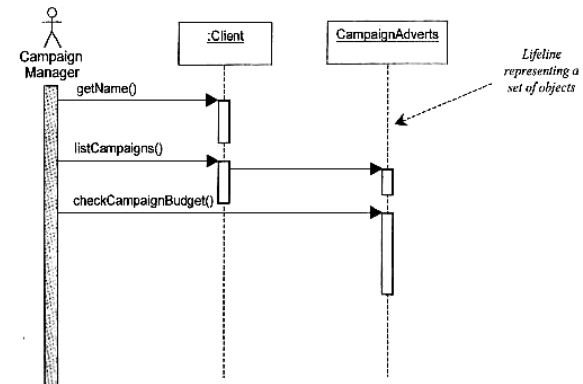 :Client
CampaignAdverts
Campaign
Manager
Lifeline
representing a
set of objects
getName()
listCampaigns()
checkCampaignBudget()